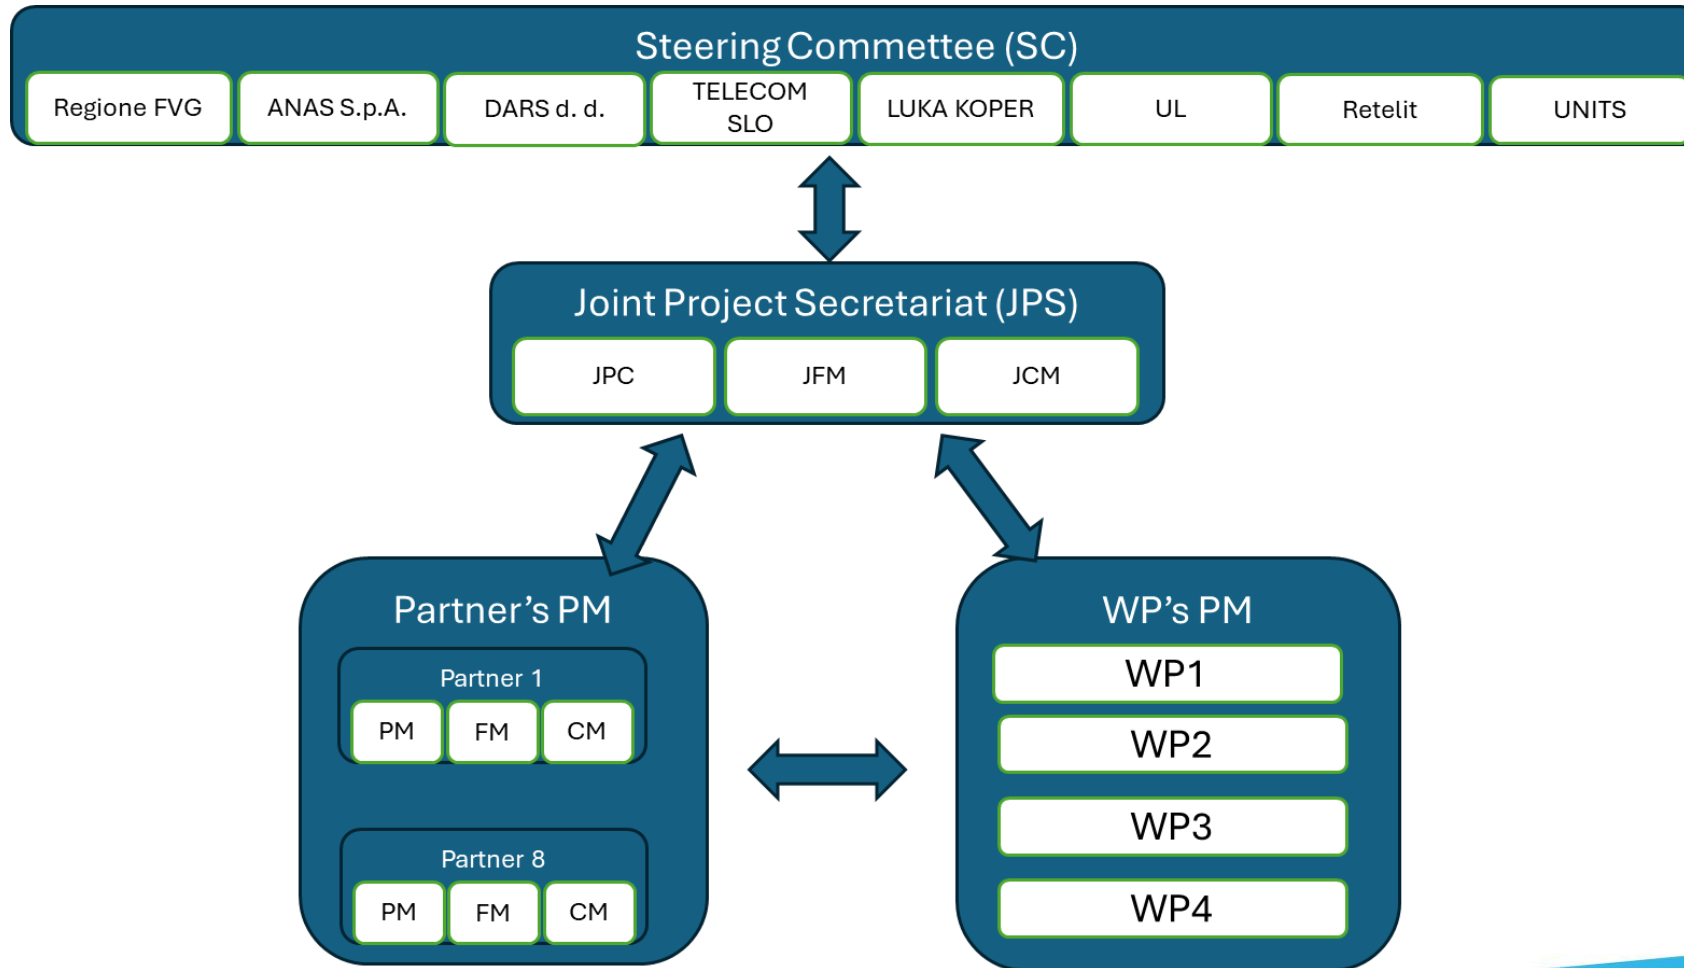 Steering Commettee (SC)
Regione FVG
ANAS S.p.A.
DARS d. d.
TELECOM
SLO
LUKA KOPER
UL
Retelit
UNITS
Joint Project Secretariat (JPS)
JPC
JFM
JCM
Partner's PM
Partner 1
PM
FM
CM
Partner 8
PM
FM
CM
WP's PM
WP1
WP2
WP3
WP4